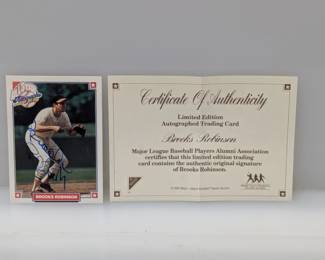 BROOKS ROBINSON
Certificate Of Authenticity
Limited Edition
Autographed Trading Card
Brooks Robinson
Major League Baseball Players Alumni Association
certifies that this limited edition trading
card contains the authentic original signature
of Brooks Robinson.